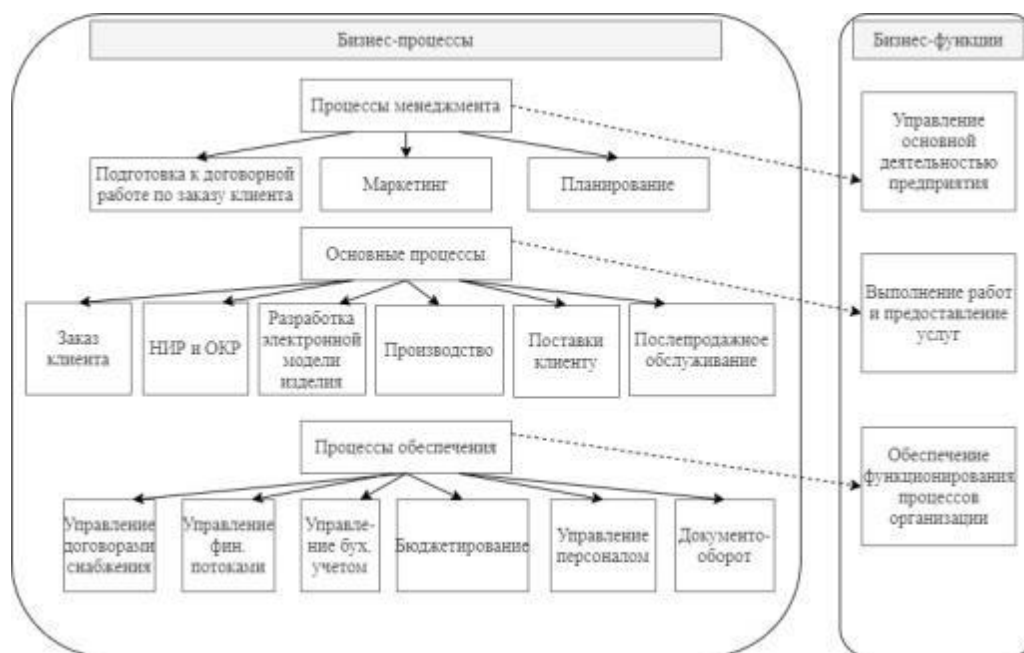 Бизнес-процессы
Бизнес-функции
Процессы менеджмента
Подготовка к договорной
работе по заказу клиента
Маркетинг
Планирование
Управление
основной
деятельностью
предприятия
Основные процессы
Заказ
клиента
НИР и ОКР
Разработка
электронной
модели
изделия
Производство
Поставки
клиенту
Послепродажное
обслуживание
Выполнение работ
и предоставление
услуг
Процессы обеспечения
Управление
договорами
снабжения
Управление
фин.
потоками
Управле-
ние бух.
учетом
Бюджетирование
Управление
персоналом
Документо-
оборот
Обеспечение
функционирования
процессов
организации